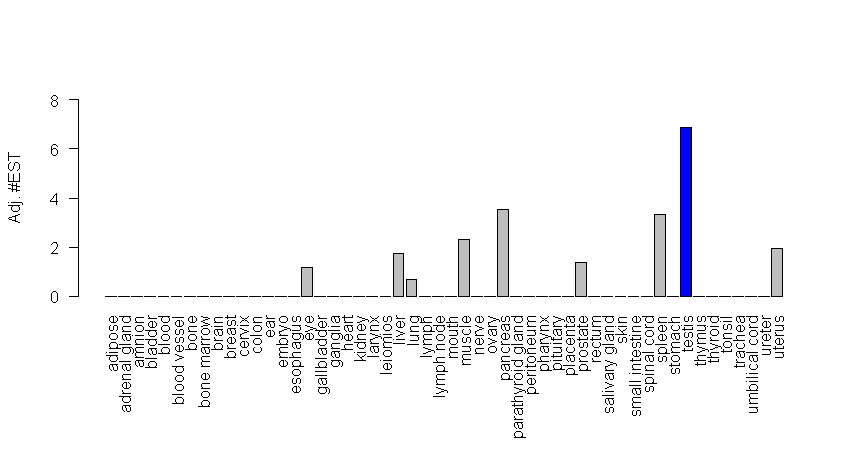 Adj. #EST
8
6
4
2
0
adipose
adrenal gland
amnion
bladder
blood
blood vessel
bone
bone marrow
brain
breast
cervix
colon
ear
embryo
esophagus
eye
gallbladder
ganglia
heart
kidney
larynx
leiomios
liver
lung
lymph
lymph node
mouth
muscle
nerve
ovary
pancreas
parathyroid gland
peritoneum
pharynx
pituitary
placenta
prostate
rectum
salivary gland
skin
small intestine
spinal cord
spleen
stomach
testis
thymus
thyroid
tonsil
trachea
umbilical cord
ureter
uterus